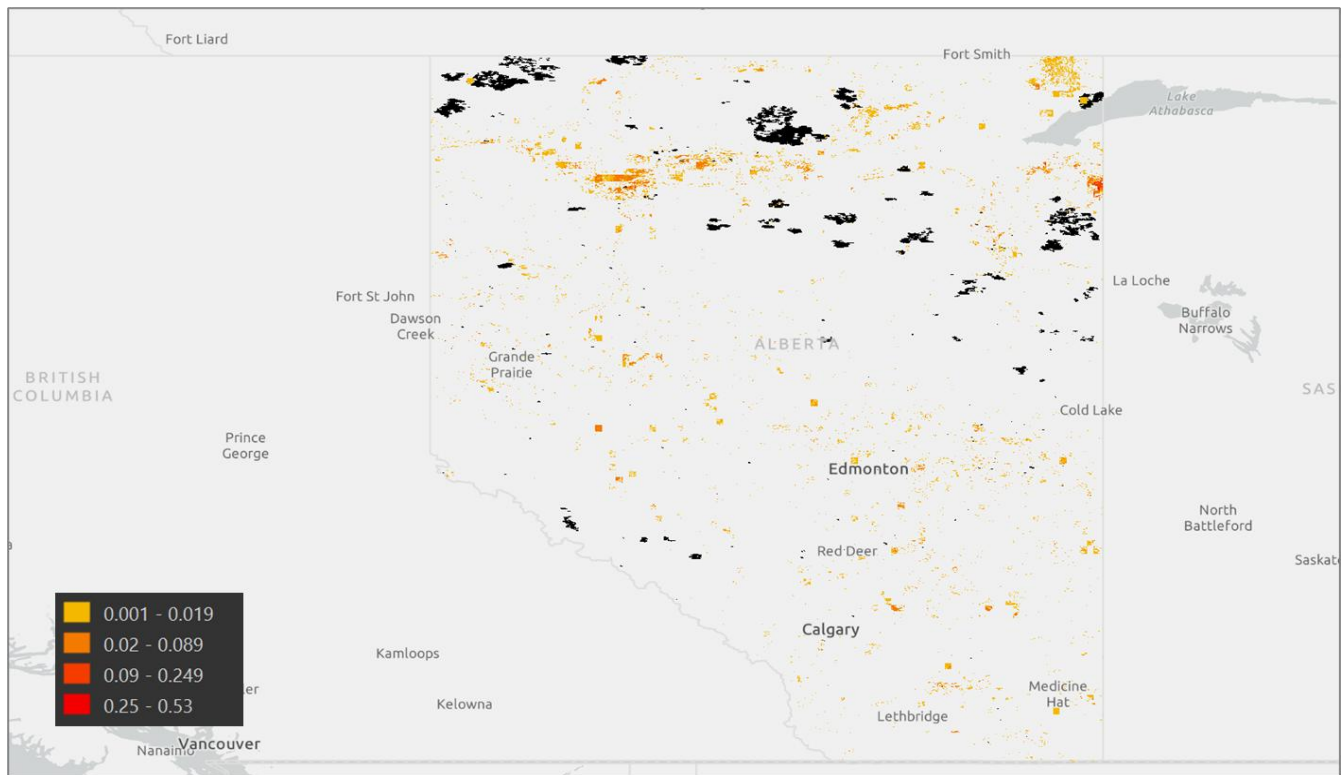 Fort Liard
Fort Smith
Lake
Athabasca
La Loche
Fort St John
Buffalo
Narrows
Dawson
Creek
ALBERTA
Grande
Prairie
BRITISH
COLUMBIA
SAS
Cold Lake
Prince
George
Edmonton
North
Battleford
Red Deer
Saskat
0.001 - 0.019
0.02 - 0.089
0.09 - 0.249
0.25 - 0.53
Calgary
Kamloops
ler
Kelowna
Medicine
Hat
Lethbridge
Vancouver
Nanaimo